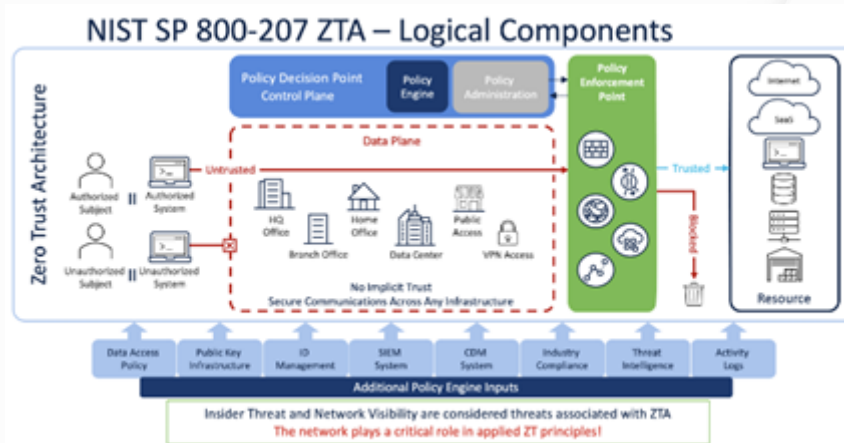 NIST SP 800-207 ZTA – Logical Components
Zero Trust Architecture
Policy Decision Point
Control Plane
Policy
Engine
Policy
Administration
Policy
Enforcement
Point
Internet
SaaS
Data Plane
Untrusted
Trusted
Authorized
Subject
Authorized
System
HQ
Office
Home
Office
Public
Access
Branch Office
Data Center
VPN Access
Blocked
Unauthorized
Subject
Unauthorized
System
No Implicit Trust
Secure Communications Across Any Infrastructure
Resource
Data Access
Policy
Public Key
Infrastructure
ID
Management
SIEM
System
CDM
System
Industry
Compliance
Threat
Intelligence
Activity
Logs
Additional Policy Engine Inputs
Insider Threat and Network Visibility are considered threats associated with ZTA
The network plays a critical role in applied ZT principles!